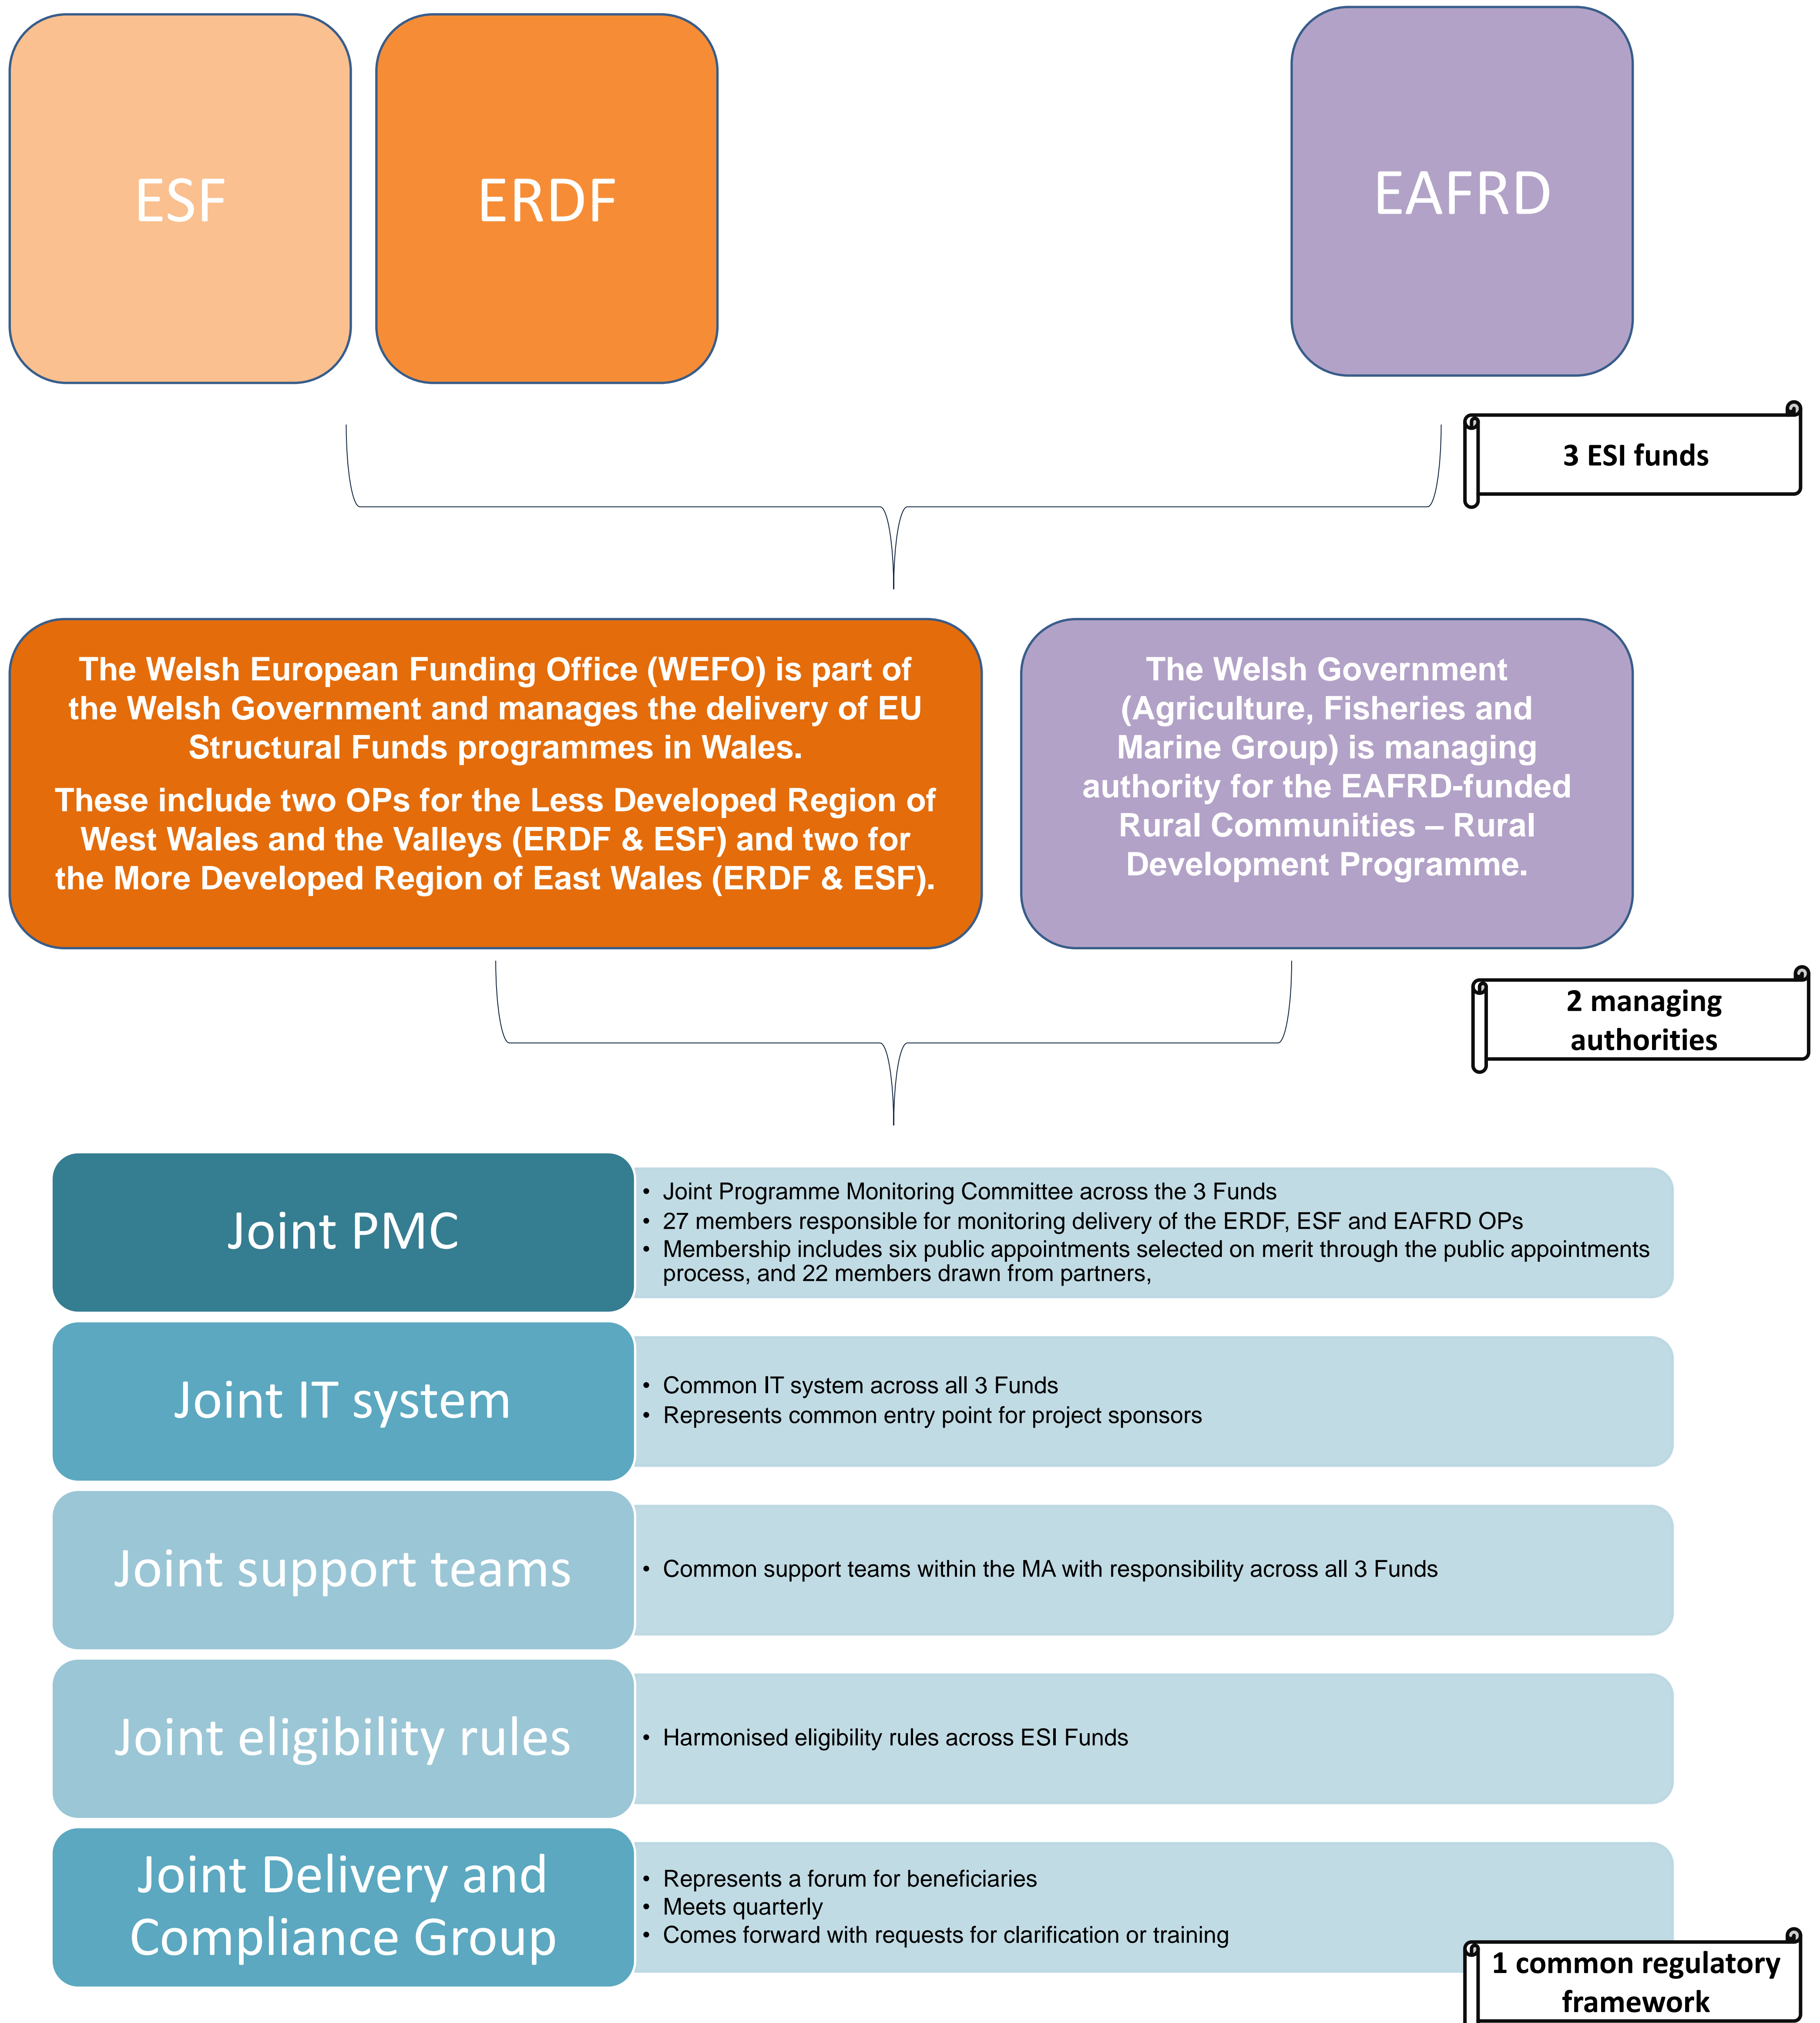 ESF
ERDF
EAFRD
3 ESI funds
The Welsh European Funding Office (WEFO) is part of
the Welsh Government and manages the delivery of EU
Structural Funds programmes in Wales.
These include two OPs for the Less Developed Region of
West Wales and the Valleys (ERDF & ESF) and two for
the More Developed Region of East Wales (ERDF & ESF).
The Welsh Government
(Agriculture, Fisheries and
Marine Group) is managing
authority for the EAFRD-funded
Rural Communities – Rural
Development Programme.
2 managing
authorities
Joint PMC
• Joint Programme Monitoring Committee across the 3 Funds
• 27 members responsible for monitoring delivery of the ERDF, ESF and EAFRD OPs
• Membership includes six public appointments selected on merit through the public appointments
process, and 22 members drawn from partners,
Joint IT system
• Common IT system across all 3 Funds
• Represents common entry point for project sponsors
Joint support teams
• Common support teams within the MA with responsibility across all 3 Funds
Joint eligibility rules
• Harmonised eligibility rules across ESI Funds
Joint Delivery and
Compliance Group
• Represents a forum for beneficiaries
• Meets quarterly
• Comes forward with requests for clarification or training
1 common regulatory
framework